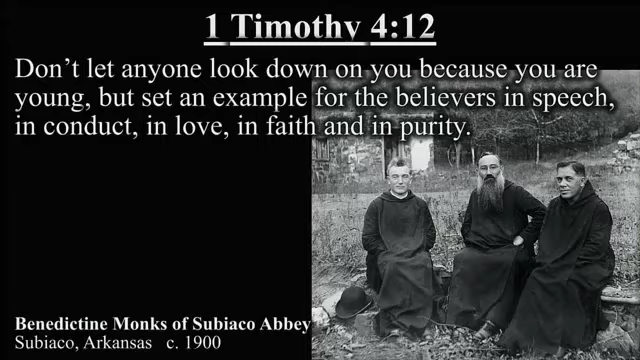 1 Timothy 4:12
Don’t let anyone look down on you because you are
young, but set an example for the believers in speech,
in conduct, in love, in faith and in purity.
Benedictine Monks of Subiaco Abbey
Subiaco, Arkansas c. 1900